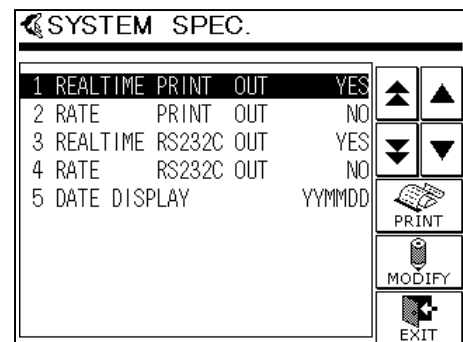 SYSTEM SPEC.
1 REALTIME PRINT OUT YES
2 RATE PRINT OUT NO
3 REALTIME RS232C OUT YES
4 RATE RS232C OUT NO
5 DATE DISPLAY YYMMDD
PRINT
MODIFY
EXIT